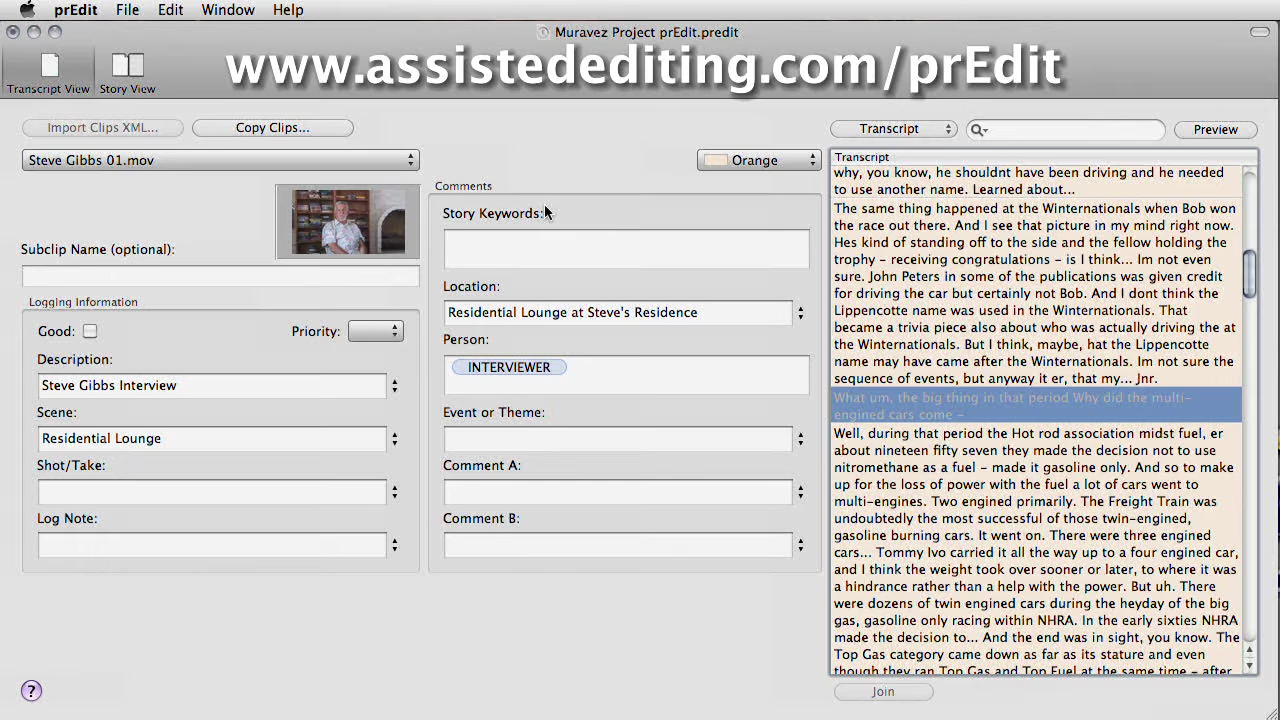 prEdit File Edit Window Help
Muravez Project prEdit.predit
www.assistedediting.com/prEdit
Transcript View Story View
Import Clips XML... Copy Clips...
Steve Gibbs 01.mov
Orange
Subclip Name (optional):
Logging Information
Good: Priority:
Description:
Steve Gibbs Interview
Scene:
Residential Lounge
Shot/Take:
Log Note:
Comments
Story Keywords:
Location:
Residential Lounge at Steve's Residence
Person:
INTERVIEWER
Event or Theme:
Comment A:
Comment B:
Transcript Preview
Transcript
why, you know, he shouldnt have been driving and he needed
to use another name. Learned about...
The same thing happened at the Winternationals when Bob won
the race out there. And I see that picture in my mind right now.
Hes kind of standing off to the side and the fellow holding the
trophy - receiving congratulations - is I think... Im not even
sure. John Peters in some of the publications was given credit
for driving the car but certainly not Bob. And I dont think the
Lippencotte name was used in the Winternationals. That
became a trivia piece also about who was actually driving the at
the Winternationals. But I think, maybe, hat the Lippencotte
name may have came after the Winternationals. Im not sure the
sequence of events, but anyway it er, that my... Jnr.
What um, the big thing in that period Why did the multi-
engined cars come -
Well, during that period the Hot rod association midst fuel, er
about nineteen fifty seven they made the decision not to use
nitromethane as a fuel - made it gasoline only. And so to make
up for the loss of power with the fuel a lot of cars went to
multi-engines. Two engined primarily. The Freight Train was
undoubtedly the most successful of those twin-engined,
gasoline burning cars. It went on. There were three engined
cars... Tommy Ivo carried it all the way up to a four engined car,
and I think the weight took over sooner or later, to where it was
a hindrance rather than a help with the power. But uh. There
were dozens of twin engined cars during the heyday of the big
gas, gasoline only racing within NHRA. In the early sixties NHRA
made the decision to... And the end was in sight, you know. The
Top Gas category came down as far as its stature and even
though they ran Top Gas and Top Fuel at the same time - after
Join
?